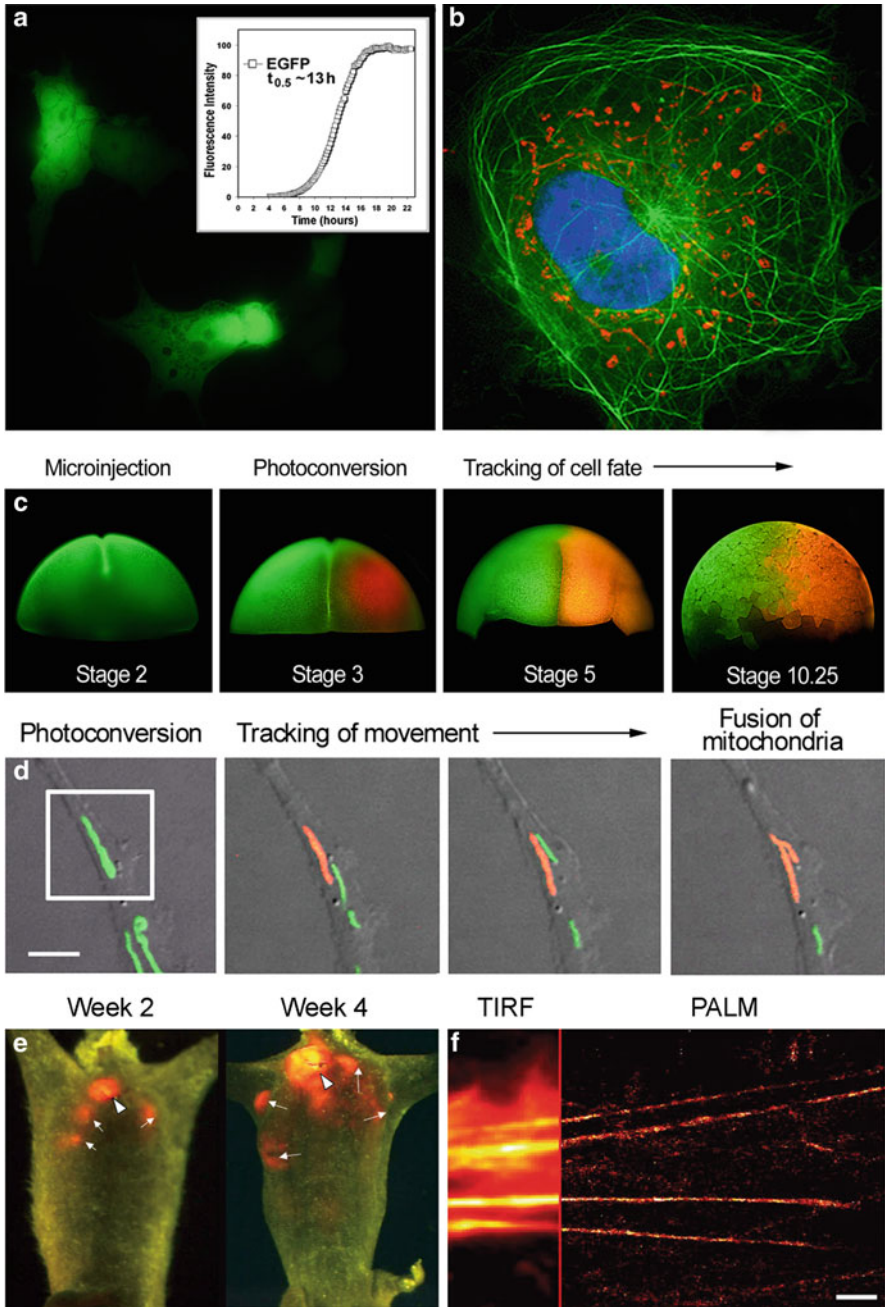 a
100
80
60
40
20
0
Fluorescence Intensity
EGFP
t0.5 ~13h
0 2 4 6 8 10 12 14 16 18 20 22
Time (hours)
b
Microinjection
Photoconversion
Tracking of cell fate
c
Stage 2
Stage 3
Stage 5
Stage 10.25
Photoconversion
Tracking of movement
Fusion of
mitochondria
d
Week 2
Week 4
TIRF
PALM
e
f